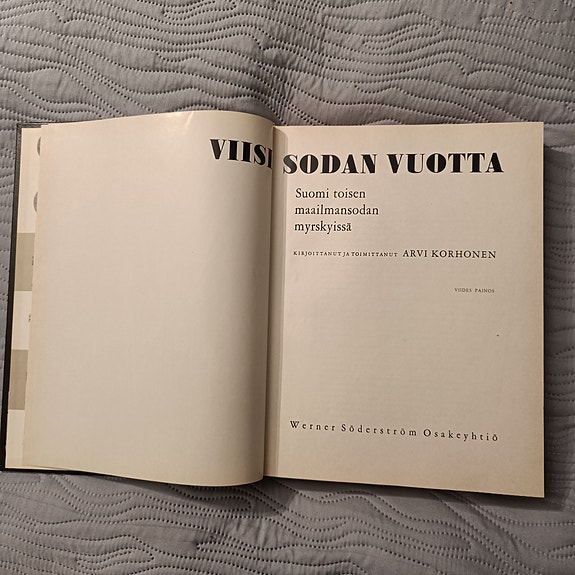 VIISI SODAN VUOTTA
Suomi toisen
maailmansodan
myrskyissä
KIRJOITTANUT JA TOIMITTANUT ARVI KORHONEN
VIIDES PAINOS
Werner Söderström Osakeyhtiö